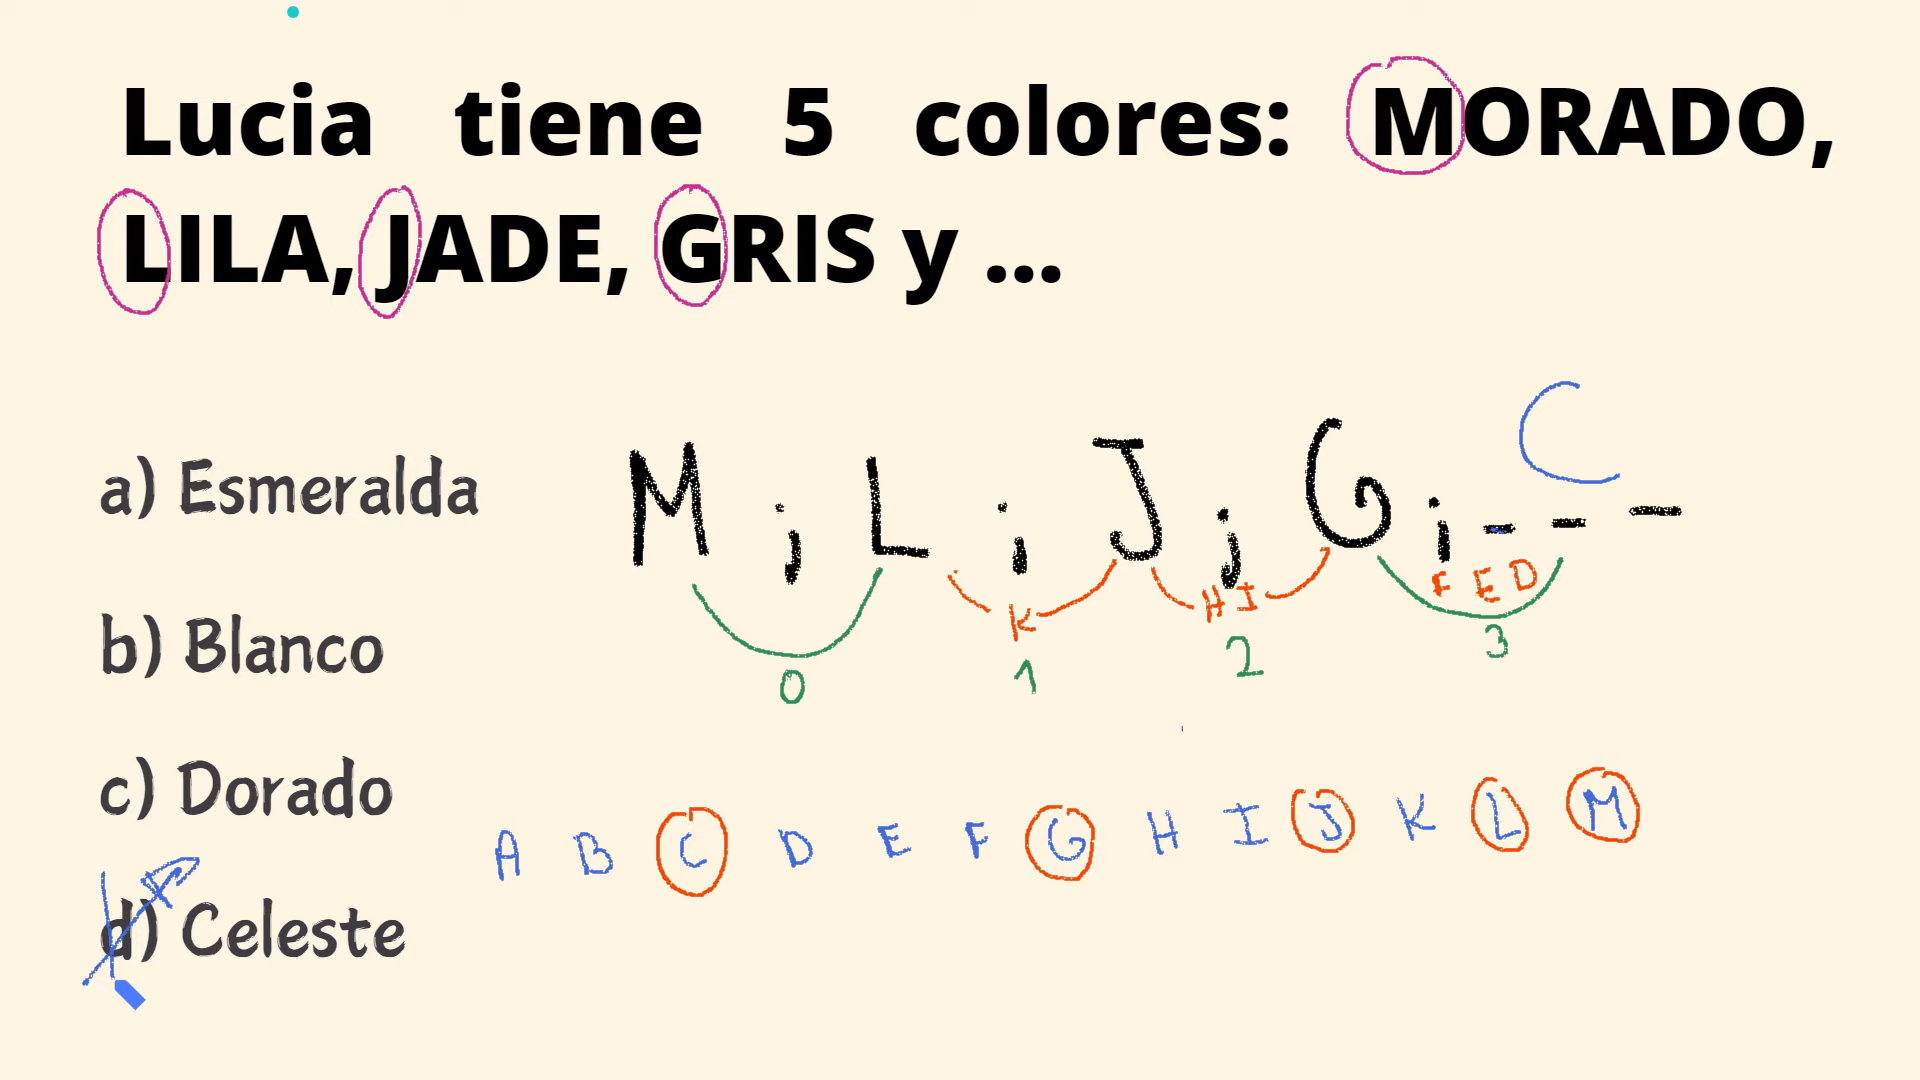 Lucia tiene 5 colores: MORADO,
LILA, JADE, GRIS y ...
C
M ; L ; J ; G ; - - -
K H I F E D
0 1 2 3
a) Esmeralda
b) Blanco
c) Dorado
A B C D E F G H I J K L M
d) Celeste